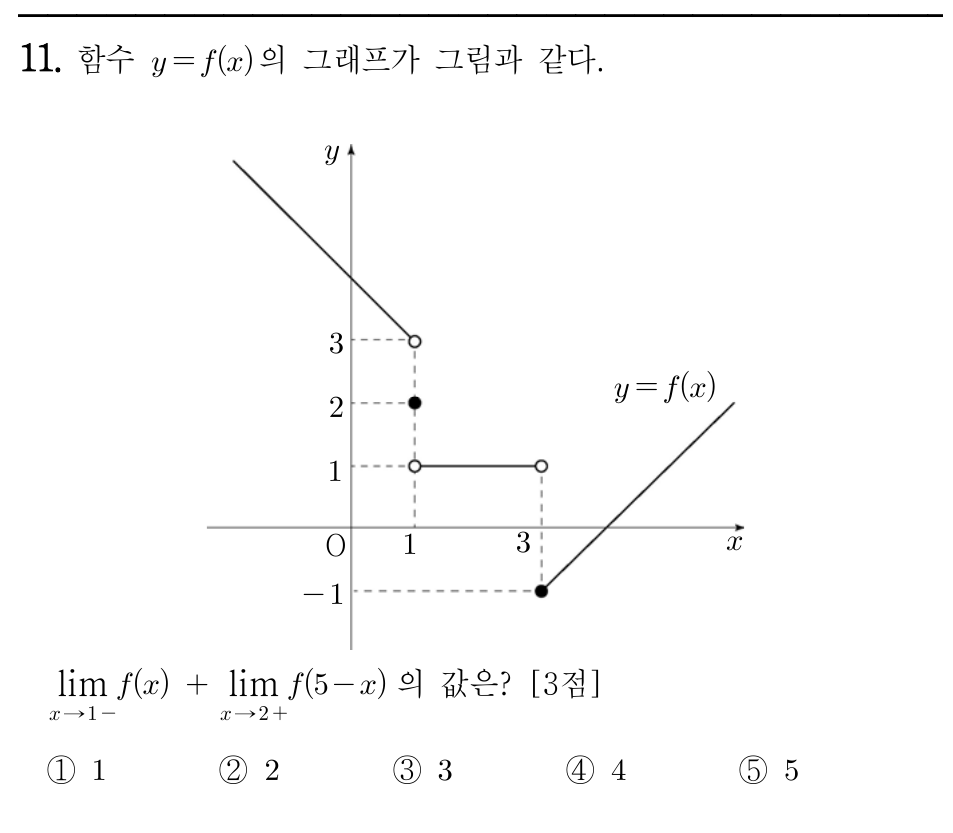 11. 함수 y=f(x)의 그래프가 그림과 같다.
y
3
2
y=f(x)
1
O 1 3 x
-1
lim f(x) + lim f(5-x)의 값은? [3점]
x→1- x→2+
① 1 ② 2 ③ 3 ④ 4 ⑤ 5